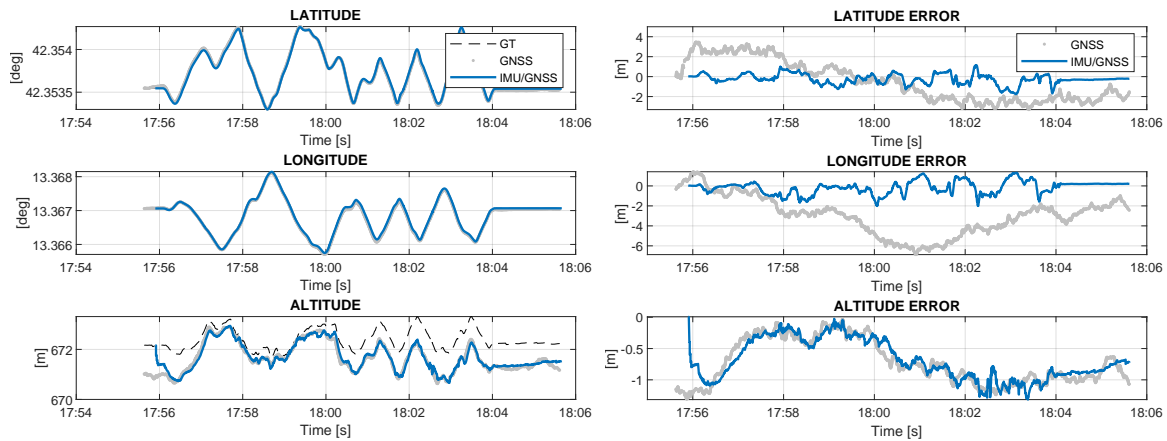 LATITUDE
[deg]
42.354
42.3535
GT
GNSS
IMU/GNSS
17:54 17:56 17:58 18:00 18:02 18:04 18:06
Time [s]
LATITUDE ERROR
[m]
4
2
0
-2
GNSS
IMU/GNSS
17:56 17:58 18:00 18:02 18:04 18:06
Time [s]
LONGITUDE
[deg]
13.368
13.367
13.366
17:54 17:56 17:58 18:00 18:02 18:04 18:06
Time [s]
LONGITUDE ERROR
[m]
0
-2
-4
-6
17:56 17:58 18:00 18:02 18:04 18:06
Time [s]
ALTITUDE
[m]
672
670
17:54 17:56 17:58 18:00 18:02 18:04 18:06
Time [s]
ALTITUDE ERROR
[m]
0
-0.5
-1
17:56 17:58 18:00 18:02 18:04 18:06
Time [s]